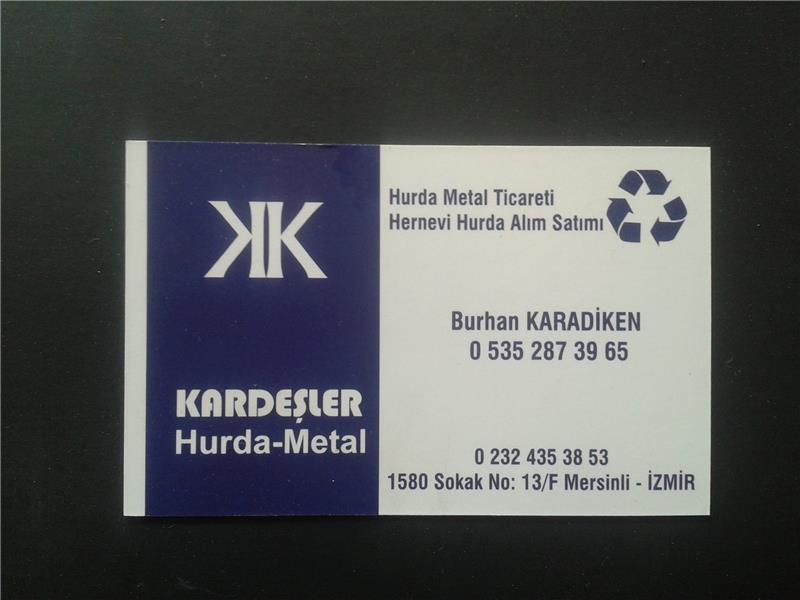 KK
KARDEŞLER
Hurda-Metal
Hurda Metal Ticareti
Hernevi Hurda Alım Satımı
Burhan KARADİKEN
0 535 287 39 65
0 232 435 38 53
1580 Sokak No: 13/F Mersinli - İZMİR